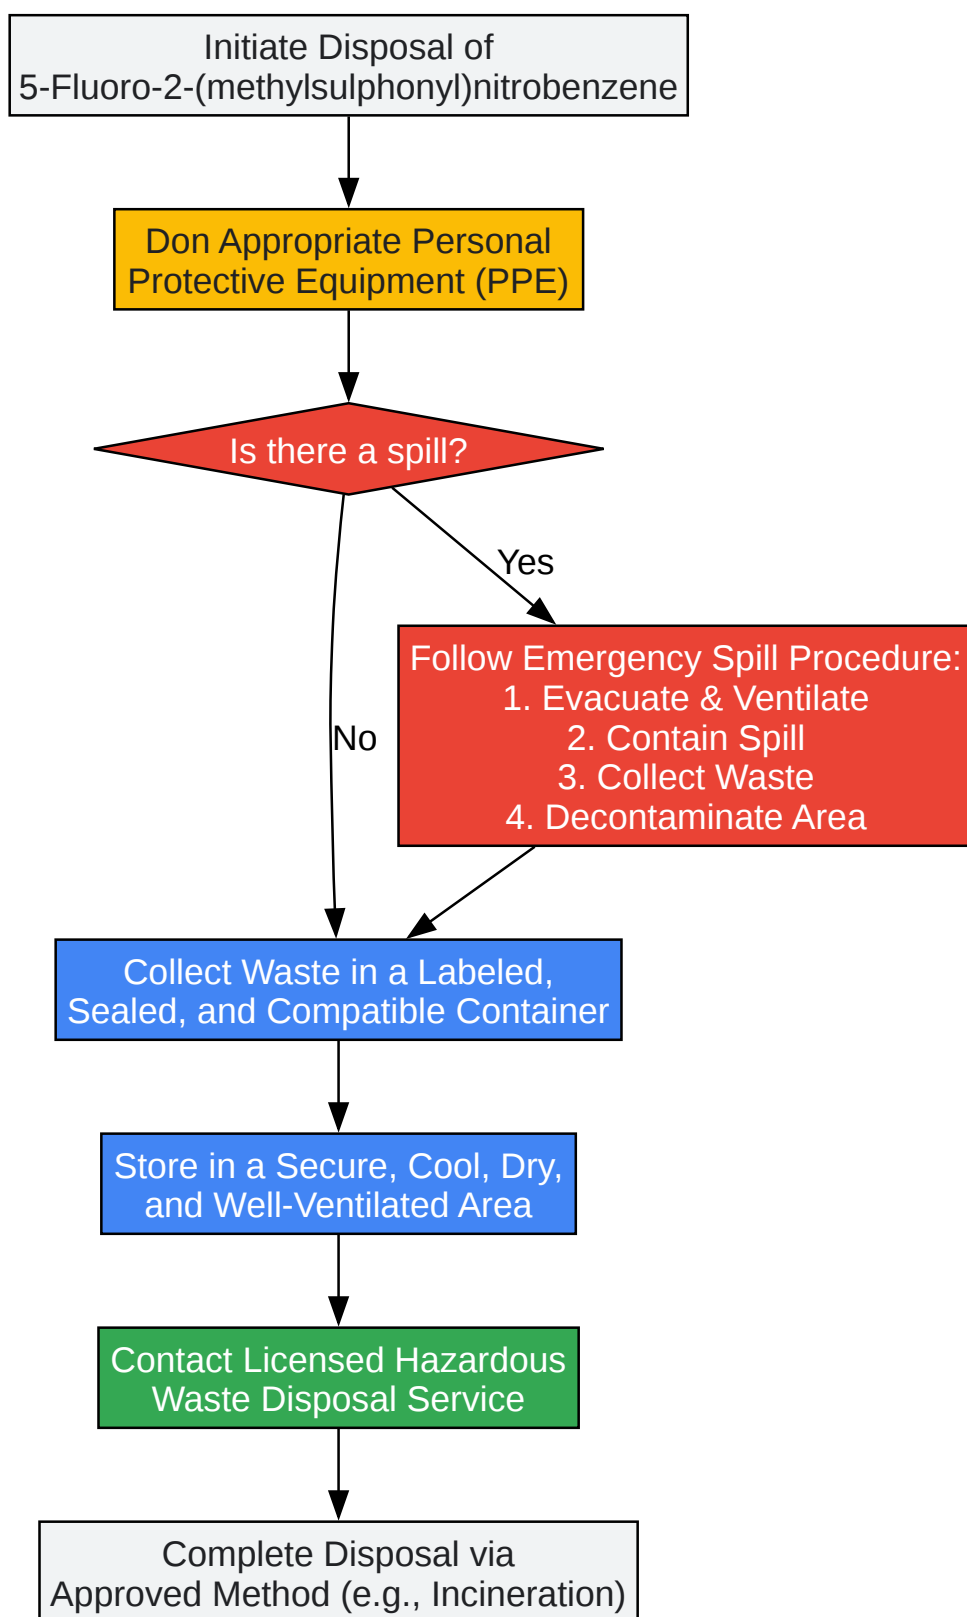 Initiate Disposal of
5-Fluoro-2-(methylsulphonyl)nitrobenzene
Don Appropriate Personal
Protective Equipment (PPE)
Is there a spill?
Yes
Follow Emergency Spill Procedure:
1. Evacuate & Ventilate
2. Contain Spill
3. Collect Waste
4. Decontaminate Area
No
Collect Waste in a Labeled,
Sealed, and Compatible Container
Store in a Secure, Cool, Dry,
and Well-Ventilated Area
Contact Licensed Hazardous
Waste Disposal Service
Complete Disposal via
Approved Method (e.g., Incineration)